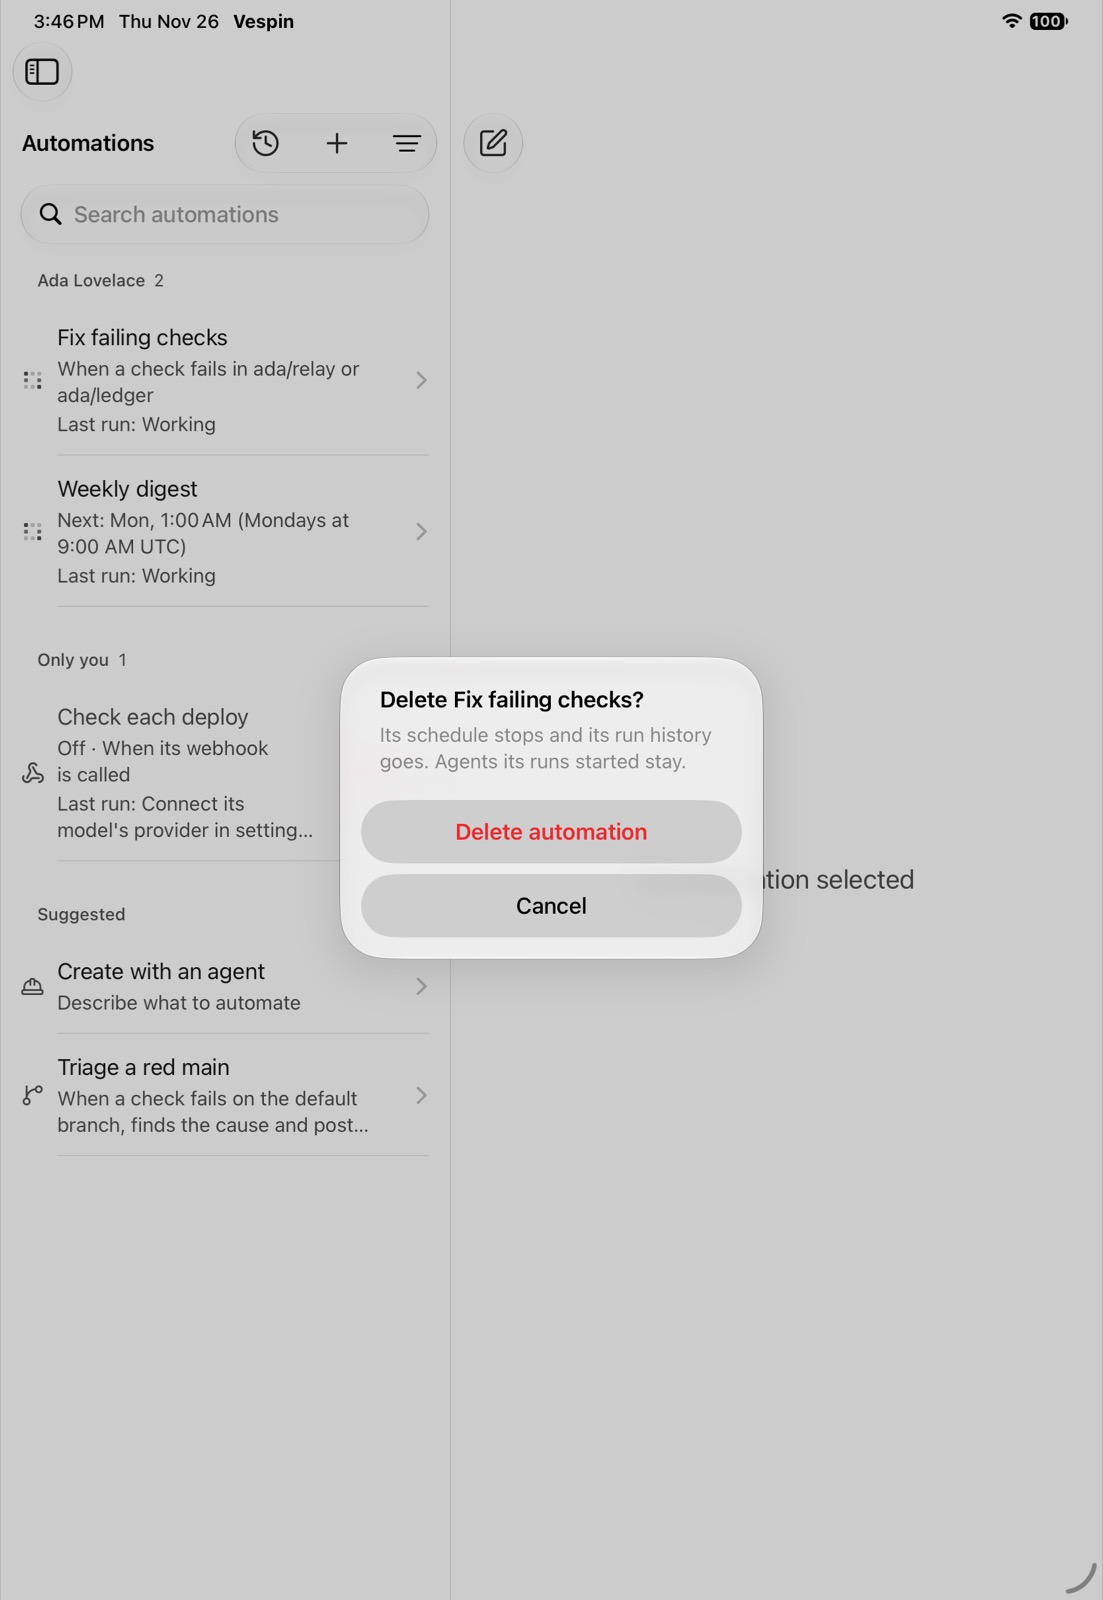 3:46 PM Thu Nov 26 Vespin
100
Automations
Search automations
Ada Lovelace 2
Fix failing checks
When a check fails in ada/relay or
ada/ledger
Last run: Working
Weekly digest
Next: Mon, 1:00 AM (Mondays at
9:00 AM UTC)
Last run: Working
Only you 1
Check each deploy
Off · When its webhook
is called
Last run: Connect its
model's provider in setting...
Suggested
Create with an agent
Describe what to automate
Triage a red main
When a check fails on the default
branch, finds the cause and post...
Delete Fix failing checks?
Its schedule stops and its run history
goes. Agents its runs started stay.
Delete automation
Cancel
selected